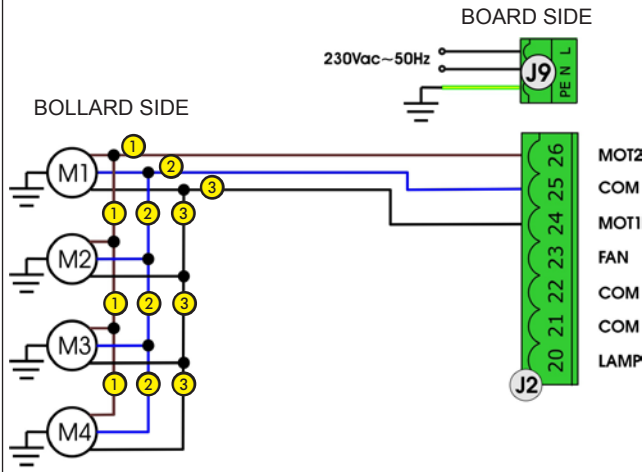 BOARD SIDE
230Vac~50Hz
J9
L
N
PE
BOLLARD SIDE
1
2
3
M1
1 2 3
M2
1 2 3
M3
1 2 3
M4
26 MOT2
25 COM
24 MOT1
23 FAN
22 COM
21 COM
20 LAMP
J2